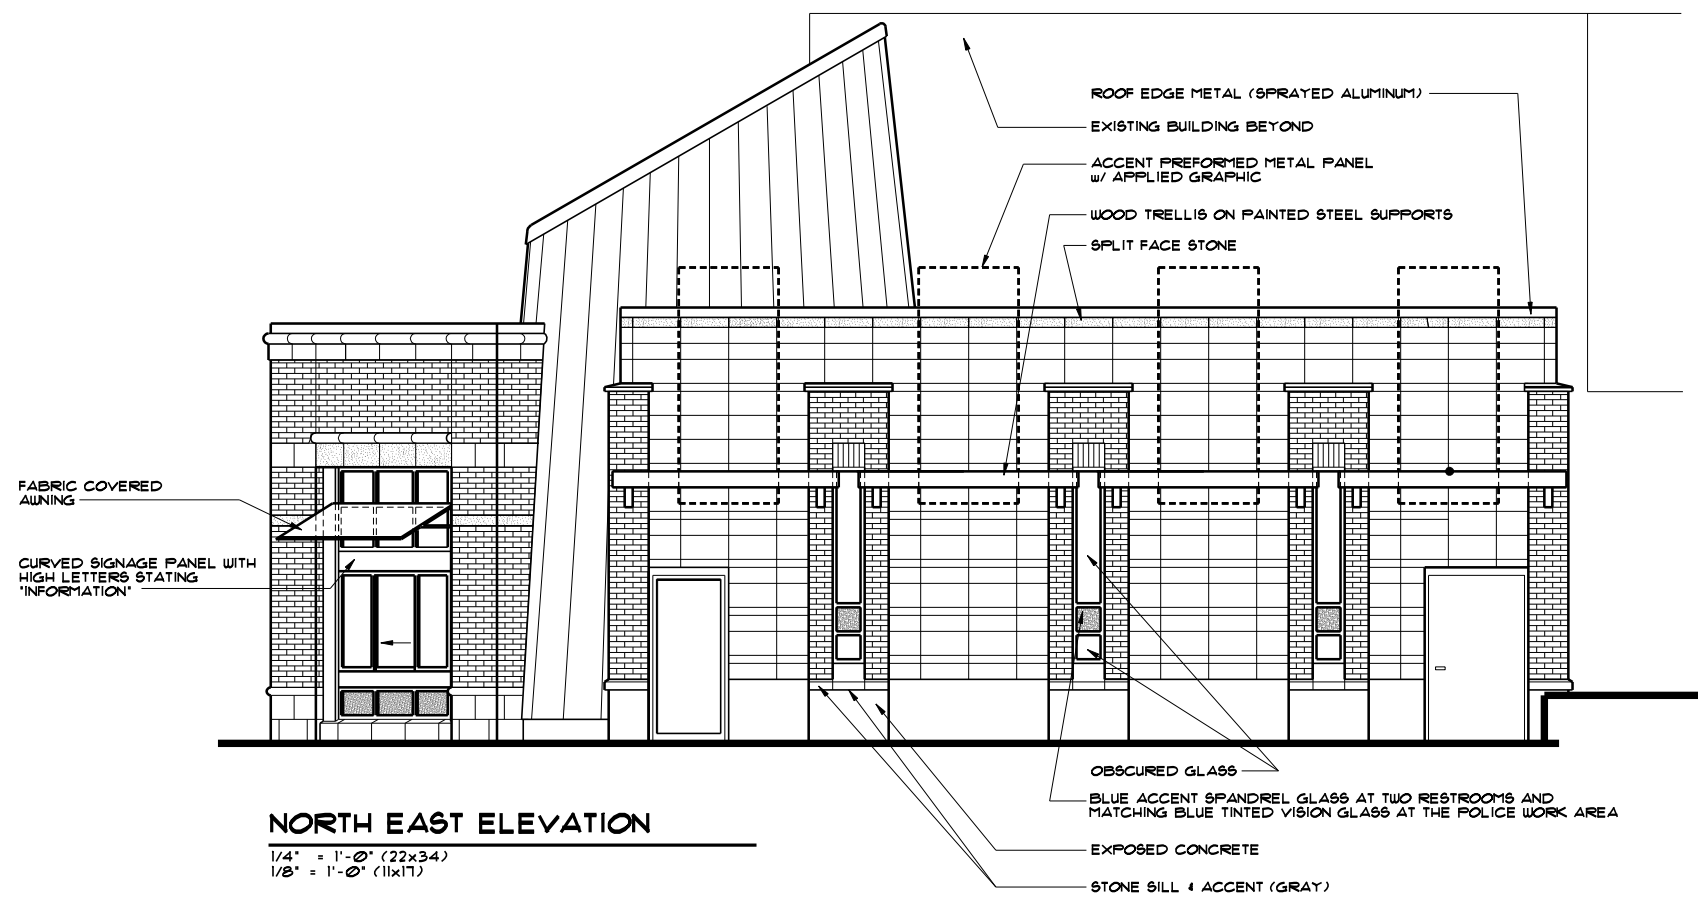 ROOF EDGE METAL (SPRAYED ALUMINUM)
EXISTING BUILDING BEYOND
ACCENT PREFORMED METAL PANEL
W/ APPLIED GRAPHIC
WOOD TRELLIS ON PAINTED STEEL SUPPORTS
SPLIT FACE STONE
FABRIC COVERED
AWNING
CURVED SIGNAGE PANEL WITH
HIGH LETTERS STATING
"INFORMATION"
OBSCURED GLASS
BLUE ACCENT SPANDREL GLASS AT TWO RESTROOMS AND
MATCHING BLUE TINTED VISION GLASS AT THE POLICE WORK AREA
EXPOSED CONCRETE
STONE SILL & ACCENT (GRAY)
NORTH EAST ELEVATION
1/4" = 1'-0" (22x34)
1/8" = 1'-0" (11x17)